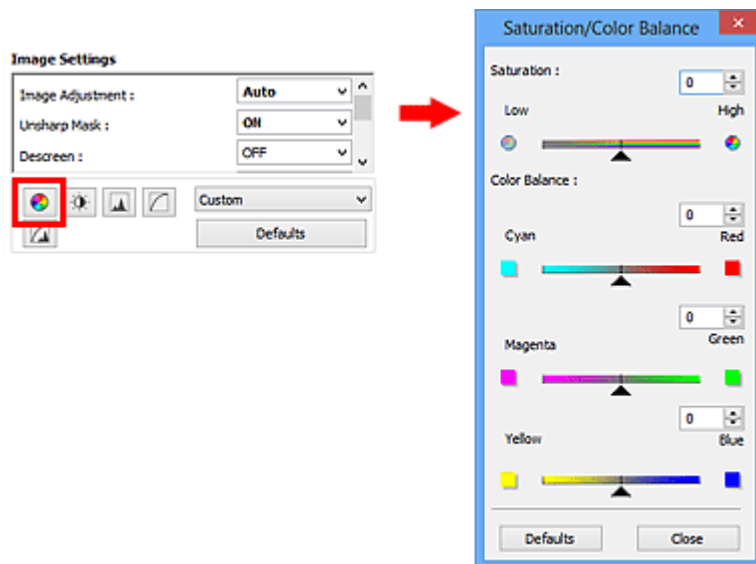 Image Settings
Image Adjustment : Auto
Unsharp Mask : ON
Descreen : OFF
Custom
Defaults
Saturation/Color Balance
Saturation : 0
Low High
Color Balance :
0
Cyan Red
0
Magenta Green
0
Yellow Blue
Defaults Close